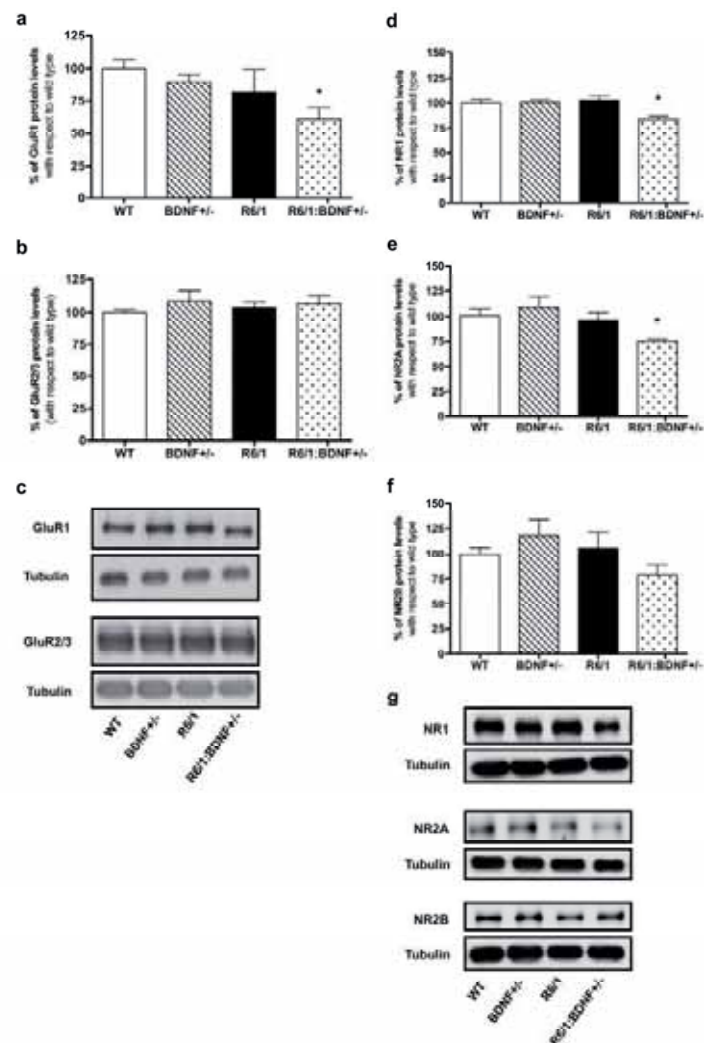 a
% of GluR1 protein levels
with respect to wild type
125
100
75
50
25
0
WT BDNF+/- R6/1 R6/1:BDNF+/-
*
b
% of GluR2/3 protein levels
(with respect to wild type)
125
100
75
50
25
0
WT BDNF+/- R6/1 R6/1:BDNF+/-
c
GluR1
Tubulin
GluR2/3
Tubulin
WT BDNF+/- R6/1 R6/1:BDNF+/-
d
% of NR1 protein levels
with respect to wild type
150
125
100
75
50
25
0
WT BDNF+/- R6/1 R6/1:BDNF+/-
*
e
% of NR2A protein levels
with respect to wild type
150
125
100
75
50
25
0
WT BDNF+/- R6/1 R6/1:BDNF+/-
*
f
% of NR2B protein levels
with respect to wild type
150
125
100
75
50
25
0
WT BDNF+/- R6/1 R6/1:BDNF+/-
g
NR1
Tubulin
NR2A
Tubulin
NR2B
Tubulin
WT BDNF+/- R6/1 R6/1:BDNF+/-